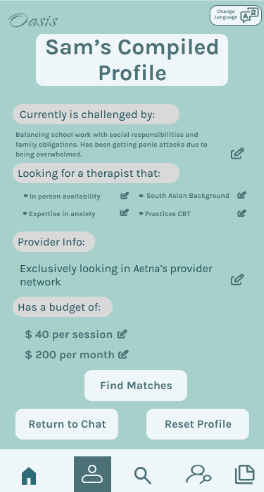 Oasis
Change
Language
Sam's Compiled
Profile
Currently is challenged by:
Balancing school work with social responsibilities and
family obligations. Has been getting panic attacks due to
being overwhelmed.
Looking for a therapist that:
• In person availability
• South Asian Background
• Expertise in anxiety
• Practices CBT
Provider Info:
Exclusively looking in Aetna's provider
network
Has a budget of:
$ 40 per session
$ 200 per month
Find Matches
Return to Chat
Reset Profile